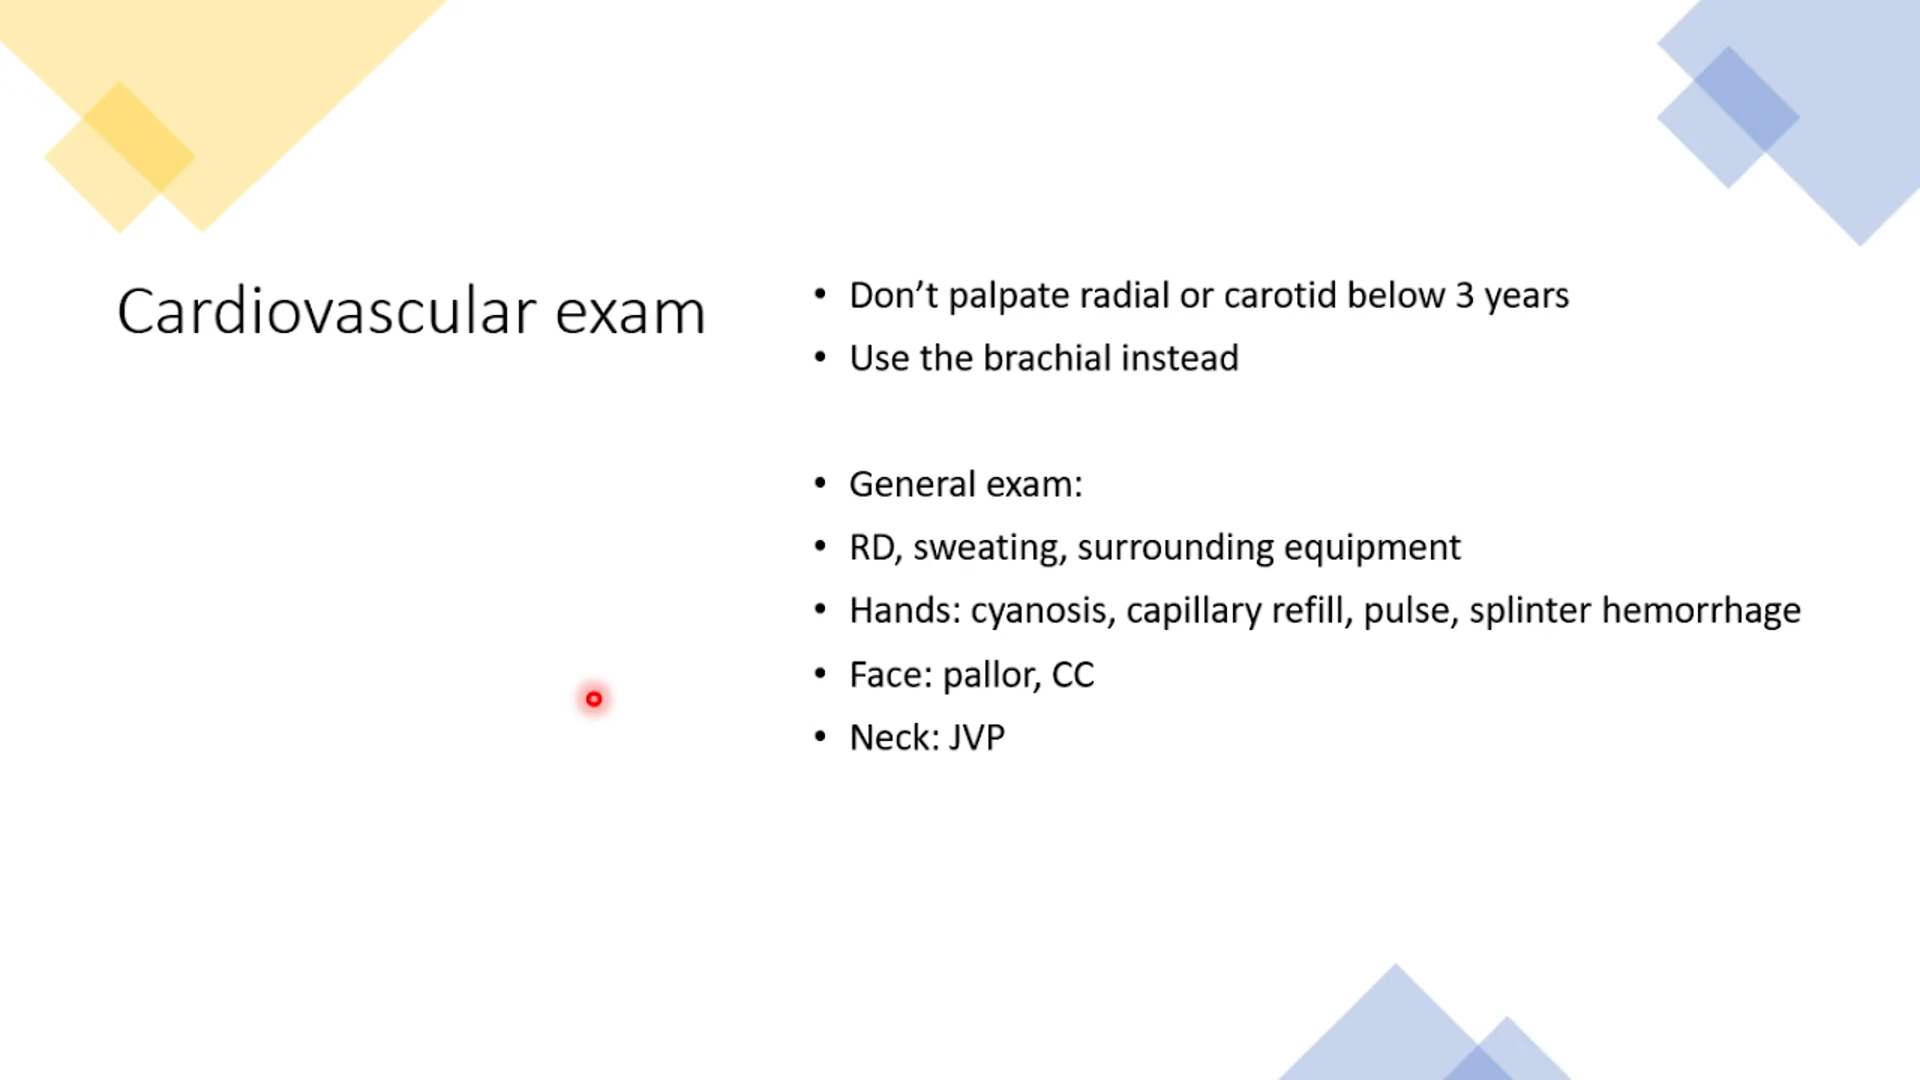 Cardiovascular exam
• Don’t palpate radial or carotid below 3 years
• Use the brachial instead
• General exam:
• RD, sweating, surrounding equipment
• Hands: cyanosis, capillary refill, pulse, splinter hemorrhage
• Face: pallor, CC
• Neck: JVP